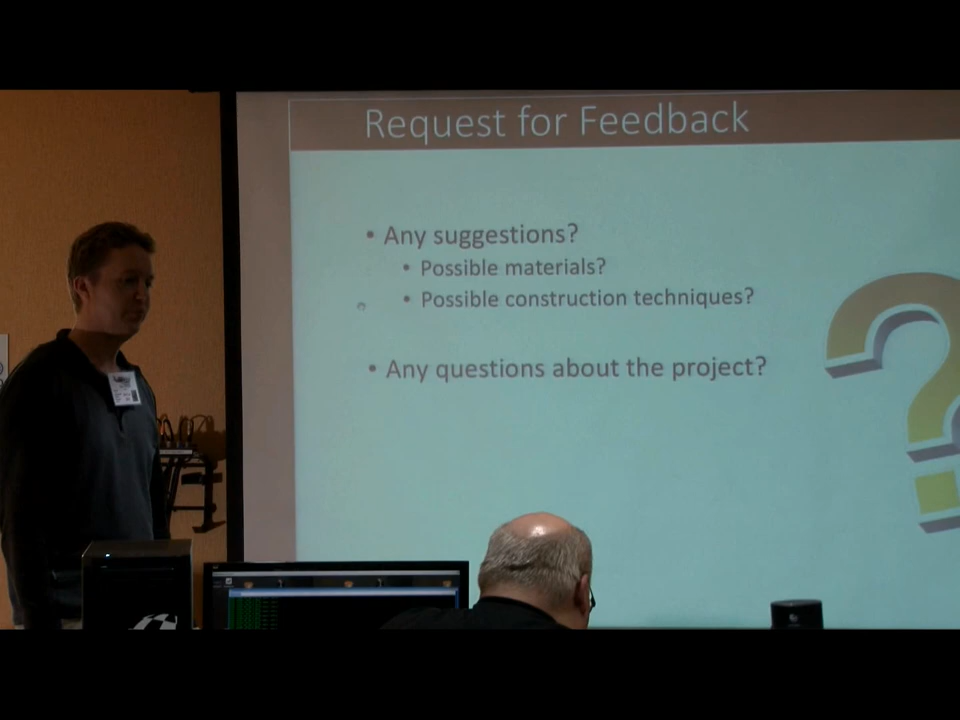 Request for Feedback
• Any suggestions?
• Possible materials?
• Possible construction techniques?
• Any questions about the project?